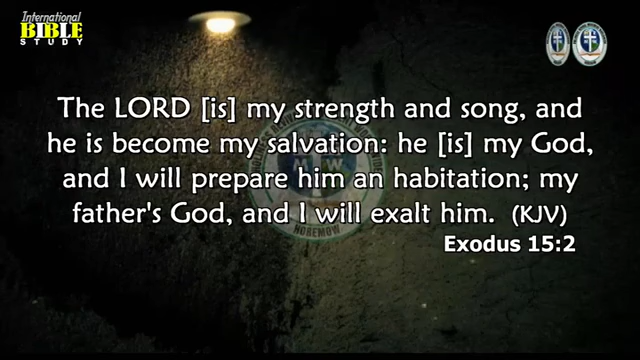 International
BIBLE
STUDY
The LORD [is] my strength and song, and
he is become my salvation: he [is] my God,
and I will prepare him an habitation; my
father's God, and I will exalt him. (KJV)
Exodus 15:2
M W
HOREMOW